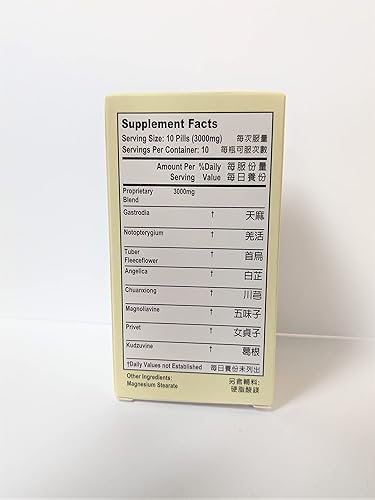 Supplement Facts
Serving Size: 10 Pills (3000mg) 每次服量
Servings Per Container: 10 每瓶可服次數
Amount Per %Daily 每服份量
Serving Value 每日養份
Proprietary 3000mg
Blend
Gastrodia † 天麻
Notopterygium † 羌活
Tuber † 首烏
Fleeceflower
Angelica † 白芷
Chuanxiong † 川芎
Magnoliavine † 五味子
Privet † 女貞子
Kudzuvine † 葛根
†Daily Values not Established 每日養份未列出
Other Ingredients: 另含輔料:
Magnesium Stearate 硬脂酸鎂